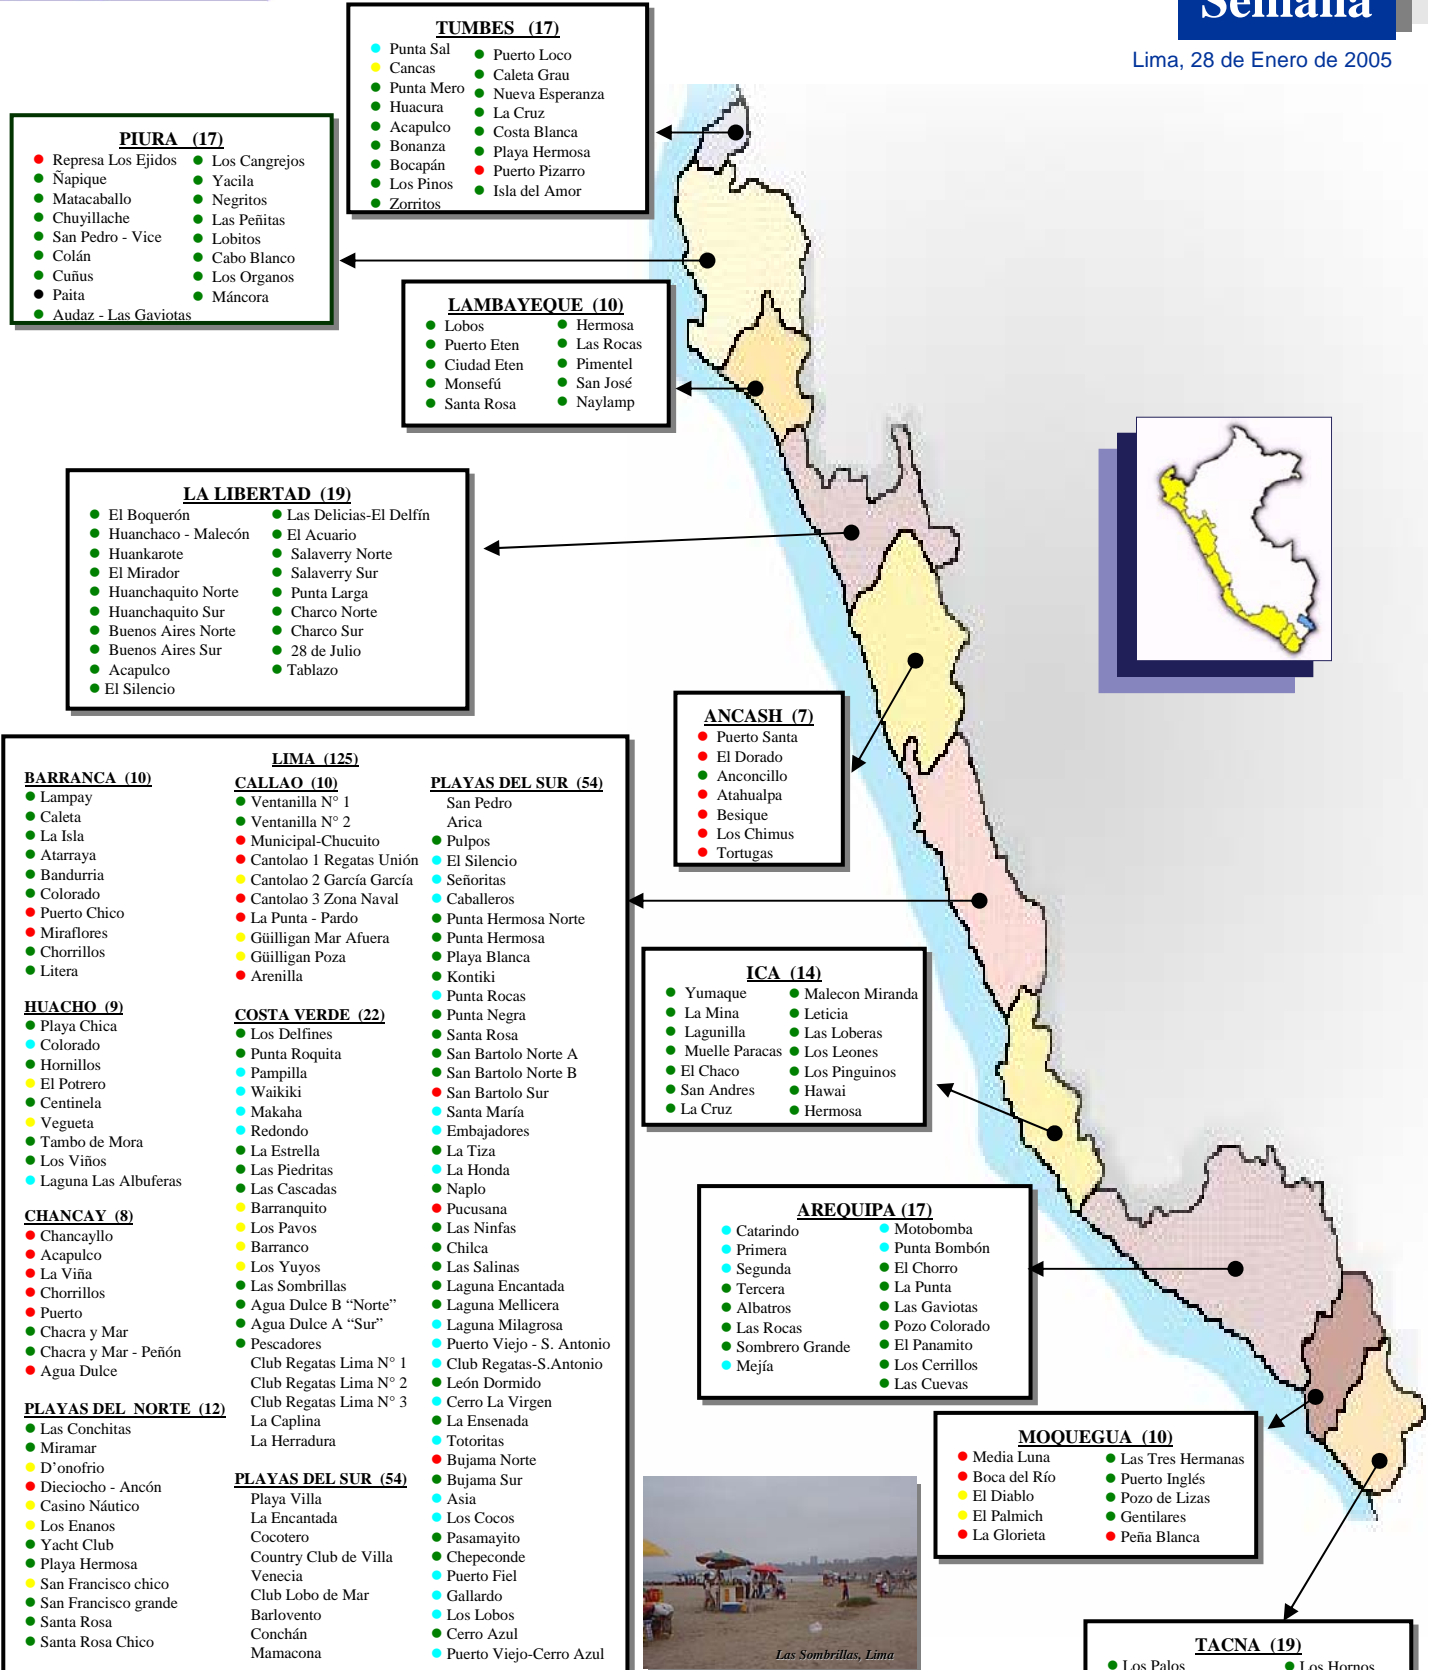 Semana
Lima, 28 de Enero de 2005
TUMBES (17)
Punta Sal
Cancas
Punta Mero
Huacura
Acapulco
Bonanza
Bocapán
Los Pinos
Zorritos
Puerto Loco
Caleta Grau
Nueva Esperanza
La Cruz
Costa Blanca
Playa Hermosa
Puerto Pizarro
Isla del Amor
PIURA (17)
Represa Los Ejidos
Ñapique
Matacaballo
Chuyillache
San Pedro - Vice
Colán
Cuñus
Paita
Audaz - Las Gaviotas
Los Cangrejos
Yacila
Negritos
Las Peñitas
Lobitos
Cabo Blanco
Los Organos
Máncora
LAMBAYEQUE (10)
Lobos
Puerto Eten
Ciudad Eten
Monsefú
Santa Rosa
Hermosa
Las Rocas
Pimentel
San José
Naylamp
LA LIBERTAD (19)
El Boquerón
Huanchaco - Malecón
Huankarote
El Mirador
Huanchaquito Norte
Huanchaquito Sur
Buenos Aires Norte
Buenos Aires Sur
Acapulco
El Silencio
Las Delicias-El Delfín
El Acuario
Salaverry Norte
Salaverry Sur
Punta Larga
Charco Norte
Charco Sur
28 de Julio
Tablazo
ANCASH (7)
Puerto Santa
El Dorado
Anconcillo
Atahualpa
Besique
Los Chimus
Tortugas
LIMA (125)
BARRANCA (10)
Lampay
Caleta
La Isla
Atarraya
Bandurria
Colorado
Puerto Chico
Miraflores
Chorrillos
Litera
HUACHO (9)
Playa Chica
Colorado
Hornillos
El Potrero
Centinela
Vegueta
Tambo de Mora
Los Viños
Laguna Las Albuferas
CHANCAY (8)
Chancayllo
Acapulco
La Viña
Chorrillos
Puerto
Chacra y Mar
Chacra y Mar - Peñón
Agua Dulce
PLAYAS DEL NORTE (12)
Las Conchitas
Miramar
D'onofrio
Dieciocho - Ancón
Casino Náutico
Los Enanos
Yacht Club
Playa Hermosa
San Francisco chico
San Francisco grande
Santa Rosa
Santa Rosa Chico
CALLAO (10)
Ventanilla N° 1
Ventanilla N° 2
Municipal-Chucuito
Cantolao 1 Regatas Unión
Cantolao 2 García García
Cantolao 3 Zona Naval
La Punta - Pardo
Güilligan Mar Afuera
Güilligan Poza
Arenilla
COSTA VERDE (22)
Los Delfines
Punta Roquita
Pampilla
Waikiki
Makaha
Redondo
La Estrella
Las Piedritas
Las Cascadas
Barranquito
Los Pavos
Barranco
Los Yuyos
Las Sombrillas
Agua Dulce B “Norte”
Agua Dulce A “Sur”
Pescadores
Club Regatas Lima N° 1
Club Regatas Lima N° 2
Club Regatas Lima N° 3
La Caplina
La Herradura
PLAYAS DEL SUR (54)
Playa Villa
La Encantada
Cocotero
Country Club de Villa
Venecia
Club Lobo de Mar
Barlovento
Conchán
Mamacona
PLAYAS DEL SUR (54)
San Pedro
Arica
Pulpos
El Silencio
Señoritas
Caballeros
Punta Hermosa Norte
Punta Hermosa
Playa Blanca
Kontiki
Punta Rocas
Punta Negra
Santa Rosa
San Bartolo Norte A
San Bartolo Norte B
San Bartolo Sur
Santa María
Embajadores
La Tiza
La Honda
Naplo
Pucusana
Las Ninfas
Chilca
Las Salinas
Laguna Encantada
Laguna Mellicera
Laguna Milagrosa
Puerto Viejo - S. Antonio
Club Regatas-S.Antonio
León Dormido
Cerro La Virgen
La Ensenada
Totoritas
Bujama Norte
Bujama Sur
Asia
Los Cocos
Pasamayito
Chepeconde
Puerto Fiel
Gallardo
Los Lobos
Cerro Azul
Puerto Viejo-Cerro Azul
ICA (14)
Yumaque
La Mina
Lagunilla
Muelle Paracas
El Chaco
San Andres
La Cruz
Malecon Miranda
Leticia
Las Loberas
Los Leones
Los Pinguinos
Hawai
Hermosa
AREQUIPA (17)
Catarindo
Primera
Segunda
Tercera
Albatros
Las Rocas
Sombrero Grande
Mejía
Motobomba
Punta Bombón
El Chorro
La Punta
Las Gaviotas
Pozo Colorado
El Panamito
Los Cerrillos
Las Cuevas
MOQUEGUA (10)
Media Luna
Boca del Río
El Diablo
El Palmich
La Glorieta
Las Tres Hermanas
Puerto Inglés
Pozo de Lizas
Gentilares
Peña Blanca
Las Sombrillas, Lima
TACNA (19)
Los Palos
Los Hornos